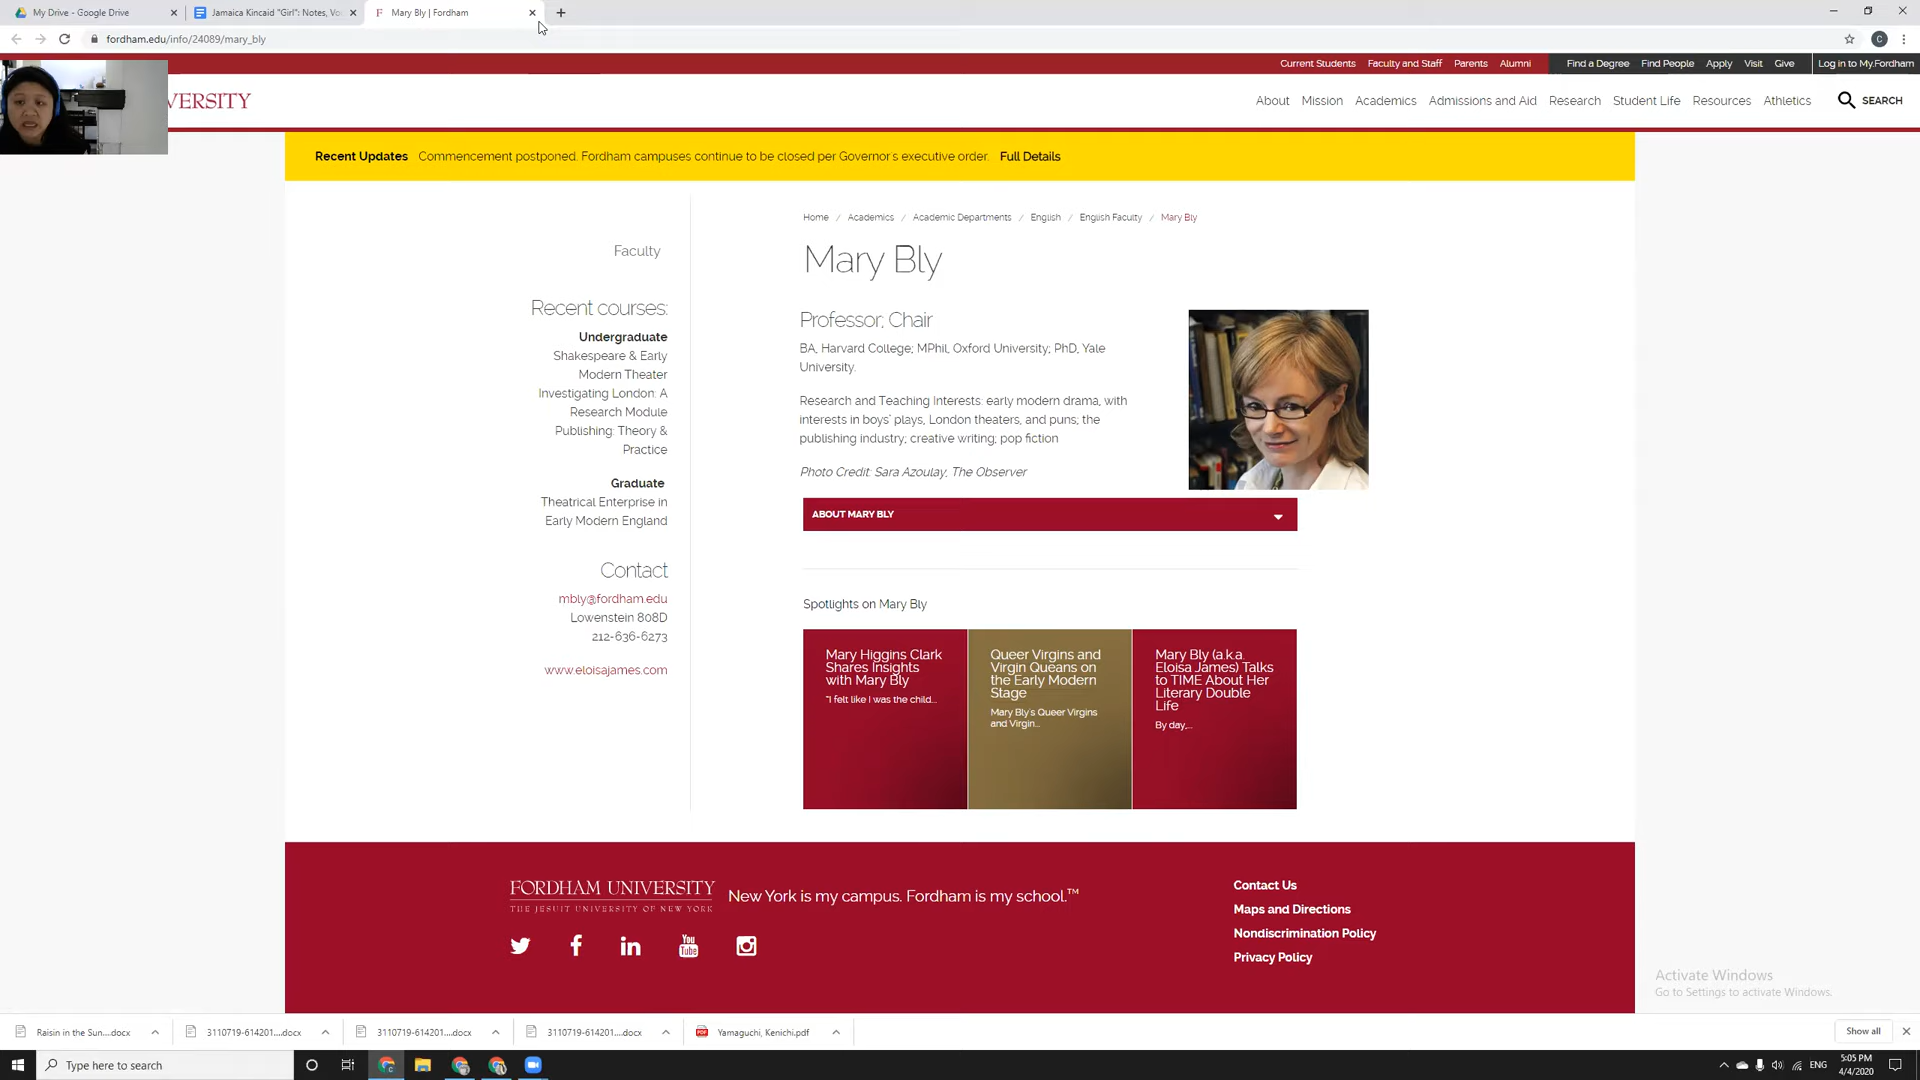 My Drive - Google Drive
Jamaica Kincaid "Girl": Notes, Vo
Mary Bly | Fordham
fordham.edu/info/24089/mary_bly
Current Students
Faculty and Staff
Parents
Alumni
Find a Degree
Find People
Apply
Visit
Give
Log in to My.Fordham
VERSITY
About
Mission
Academics
Admissions and Aid
Research
Student Life
Resources
Athletics
SEARCH
Recent Updates Commencement postponed. Fordham campuses continue to be closed per Governor's executive order. Full Details
Home / Academics / Academic Departments / English / English Faculty / Mary Bly
Faculty
Recent courses:
Undergraduate
Shakespeare & Early
Modern Theater
Investigating London: A
Research Module
Publishing: Theory &
Practice
Graduate
Theatrical Enterprise in
Early Modern England
Contact
mbly@fordham.edu
Lowenstein 808D
212-636-6273
www.eloisajames.com
Mary Bly
Professor; Chair
BA, Harvard College; MPhil, Oxford University; PhD, Yale
University.
Research and Teaching Interests: early modern drama, with
interests in boys' plays, London theaters, and puns; the
publishing industry; creative writing; pop fiction
Photo Credit: Sara Azoulay, The Observer
ABOUT MARY BLY
Spotlights on Mary Bly
Mary Higgins Clark
Shares Insights
with Mary Bly
"I felt like I was the child...
Queer Virgins and
Virgin Queans on
the Early Modern
Stage
Mary Bly's Queer Virgins
and Virgin...
Mary Bly (a.k.a.
Eloisa James) Talks
to TIME About Her
Literary Double
Life
By day,...
FORDHAM UNIVERSITY
THE JESUIT UNIVERSITY OF NEW YORK
New York is my campus. Fordham is my school.™
You
Tube
Contact Us
Maps and Directions
Nondiscrimination Policy
Privacy Policy
Activate Windows
Go to Settings to activate Windows.
Raisin in the Sun....docx
3110719-614201....docx
3110719-614201....docx
3110719-614201....docx
PDF
Yamaguchi, Kenichi.pdf
Show all
Type here to search
ENG
5:05 PM
4/4/2020